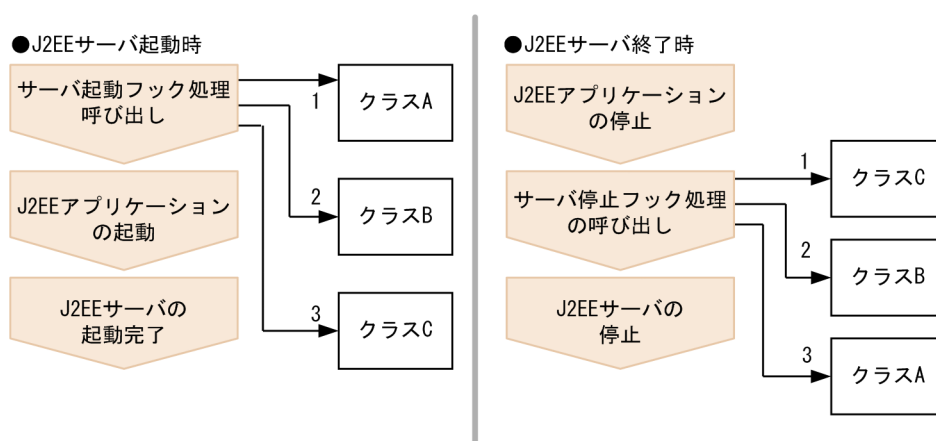 ●J2EEサーバ起動時
サーバ起動フック処理
呼び出し
1
クラスA
2
クラスB
3
クラスC
J2EEアプリケーション
の起動
J2EEサーバの
起動完了
●J2EEサーバ終了時
J2EEアプリケーション
の停止
サーバ停止フック処理
の呼び出し
1
クラスC
2
クラスB
3
クラスA
J2EEサーバの
停止